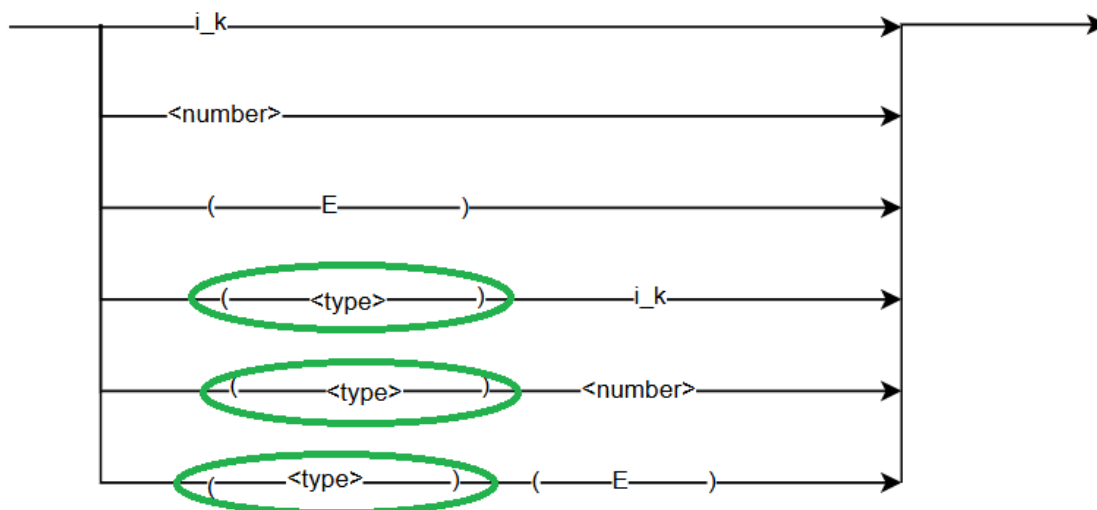 i_k
<number>
( E )
( <type> ) i_k
( <type> ) <number>
( <type> ) ( E )